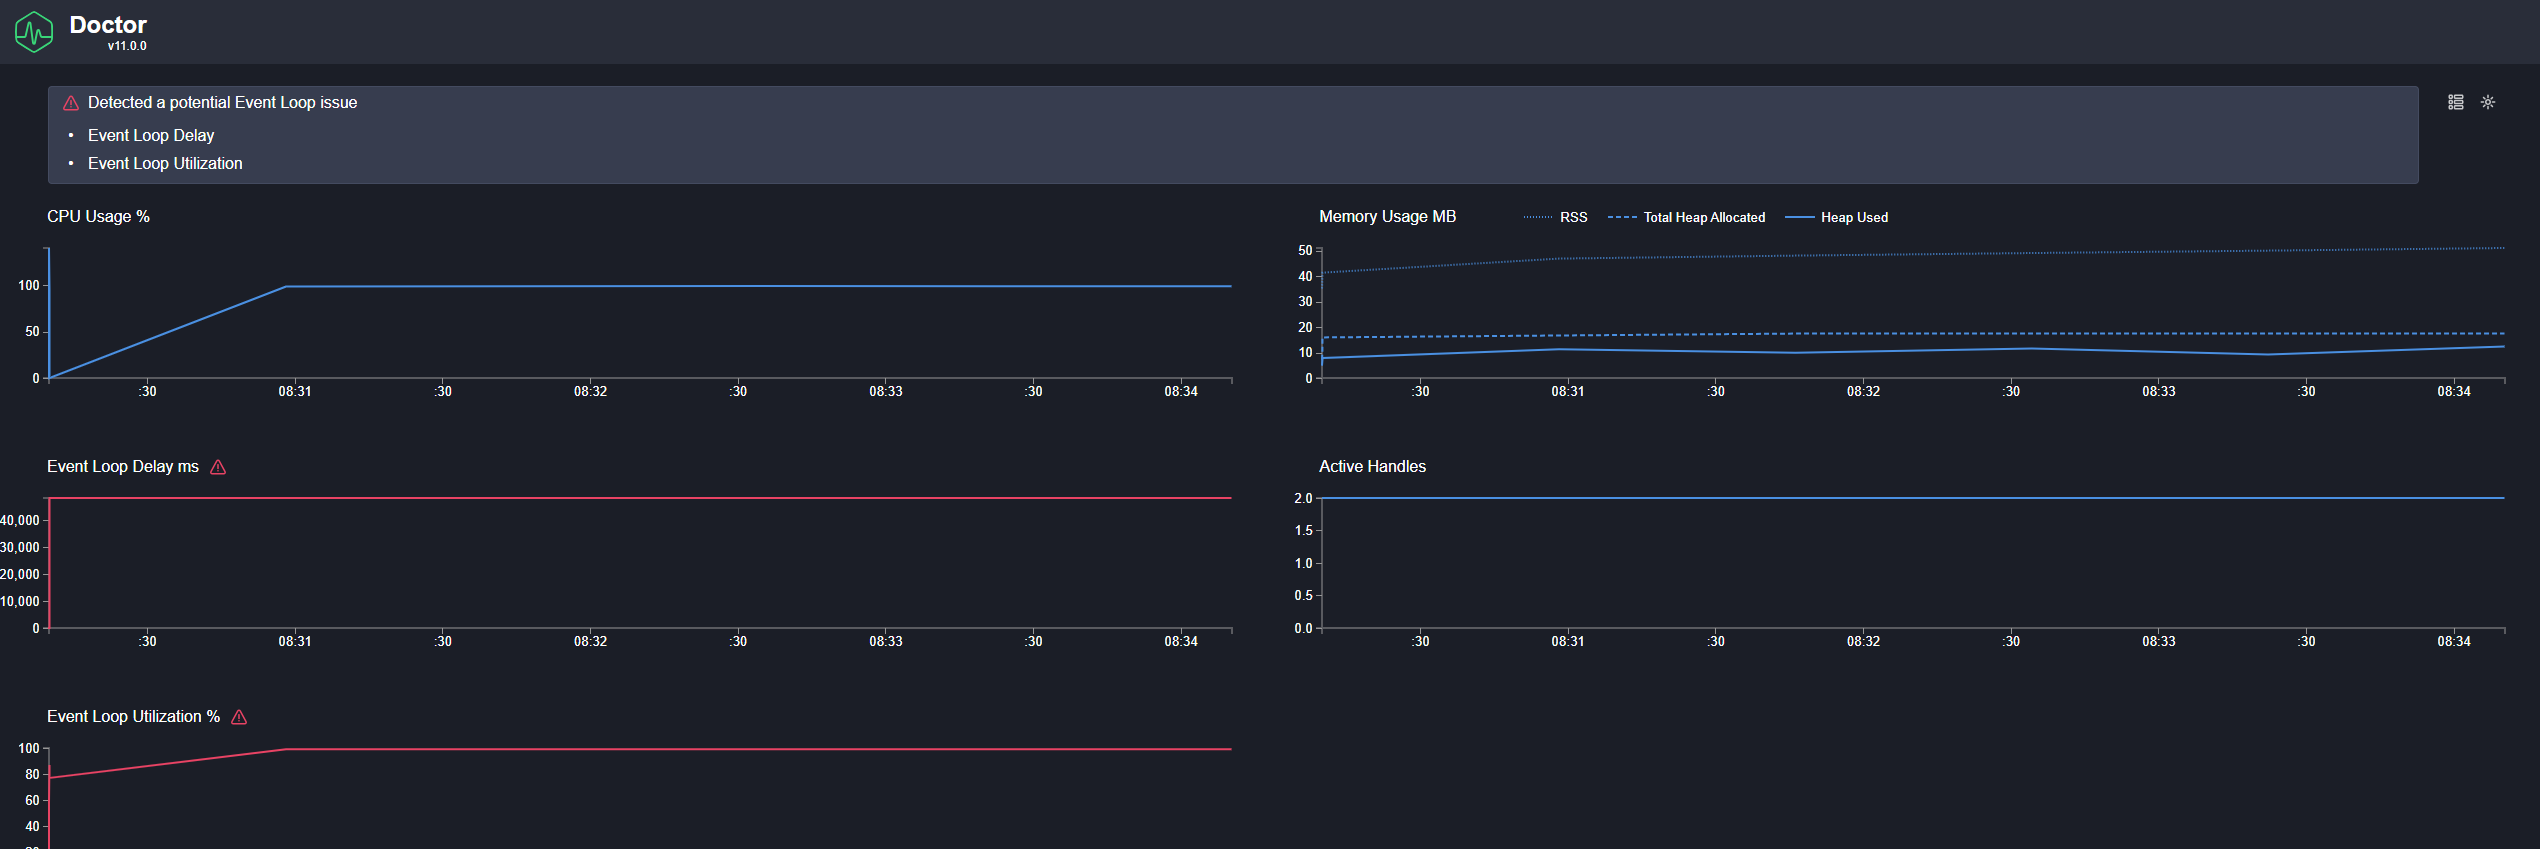 Doctor
v11.0.0
Detected a potential Event Loop issue
• Event Loop Delay
• Event Loop Utilization
CPU Usage %
100
50
0
:30 08:31 :30 08:32 :30 08:33 :30 08:34
Memory Usage MB RSS Total Heap Allocated Heap Used
50
40
30
20
10
0
:30 08:31 :30 08:32 :30 08:33 :30 08:34
Event Loop Delay ms
40,000
30,000
20,000
10,000
0
:30 08:31 :30 08:32 :30 08:33 :30 08:34
Active Handles
2.0
1.5
1.0
0.5
0.0
:30 08:31 :30 08:32 :30 08:33 :30 08:34
Event Loop Utilization %
100
80
60
40